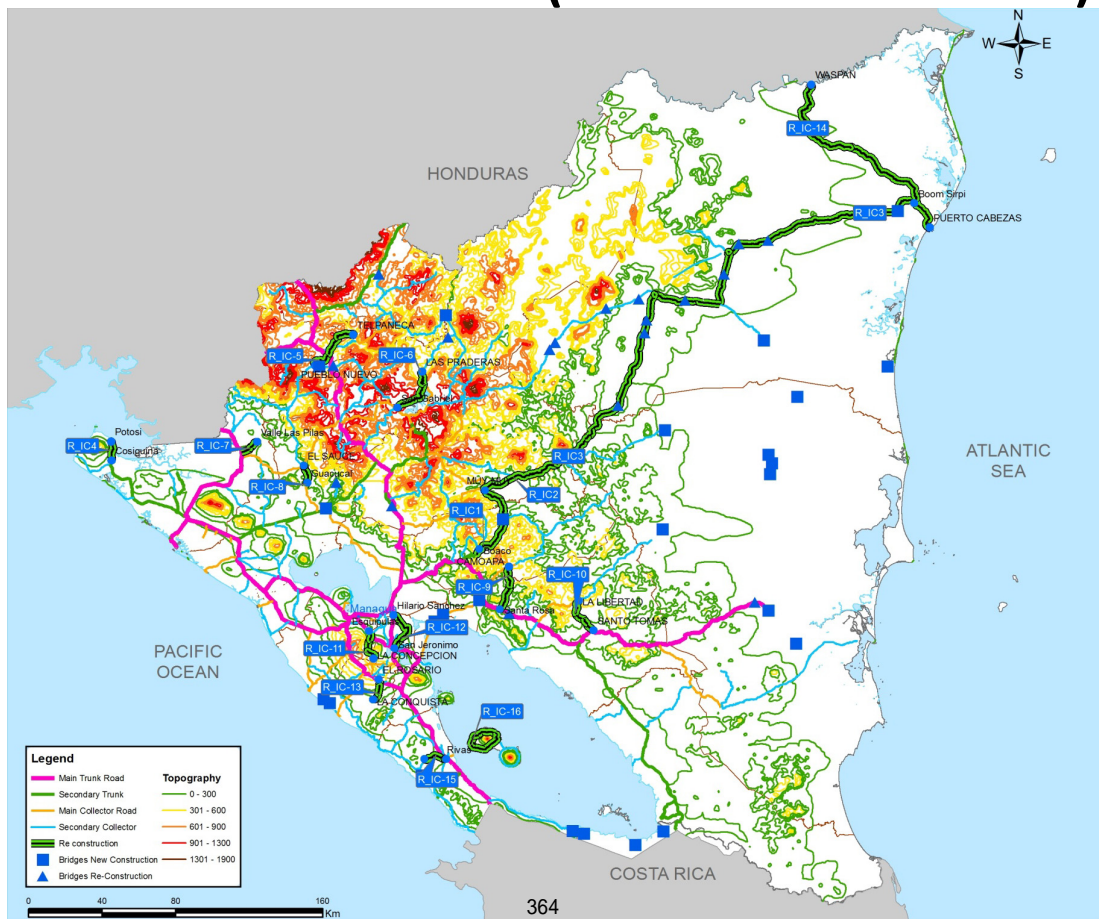 ( )
N
W E
S
WASPAN
R_IC-14
HONDURAS
Boom Sirpi
R_IC3
PUERTO CABEZAS
TELPANECA
R_IC-5
R_IC-6
LAS PRADERAS
PUEBLO NUEVO
San Gabriel
Potosi
R_IC4
Cosiguina
R_IC-7
Valle Las Pilas
ATLANTIC
SEA
EL SAUCE
R_IC3
R_IC-8
Guacucal
MUY MUY
R_IC2
R_IC1
Boaco
CAMOAPA
R_IC-10
R_IC-9
LA LIBERTAD
Managua
Hilario Sanchez
Santa Rosa
Esquipulas
R_IC-12
SANTO TOMAS
R_IC-11
San Jeronimo
LA CONCEPCION
PACIFIC
OCEAN
EL ROSARIO
R_IC-13
LA CONQUISTA
R_IC-16
Rivas
R_IC-15
COSTA RICA
Legend
Main Trunk Road
Secondary Trunk
Main Collector Road
Secondary Collector
Re construction
Bridges New Construction
Bridges Re-Construction
Topography
0 - 300
301 - 600
601 - 900
901 - 1300
1301 - 1900
0 40 80 160
Km
364